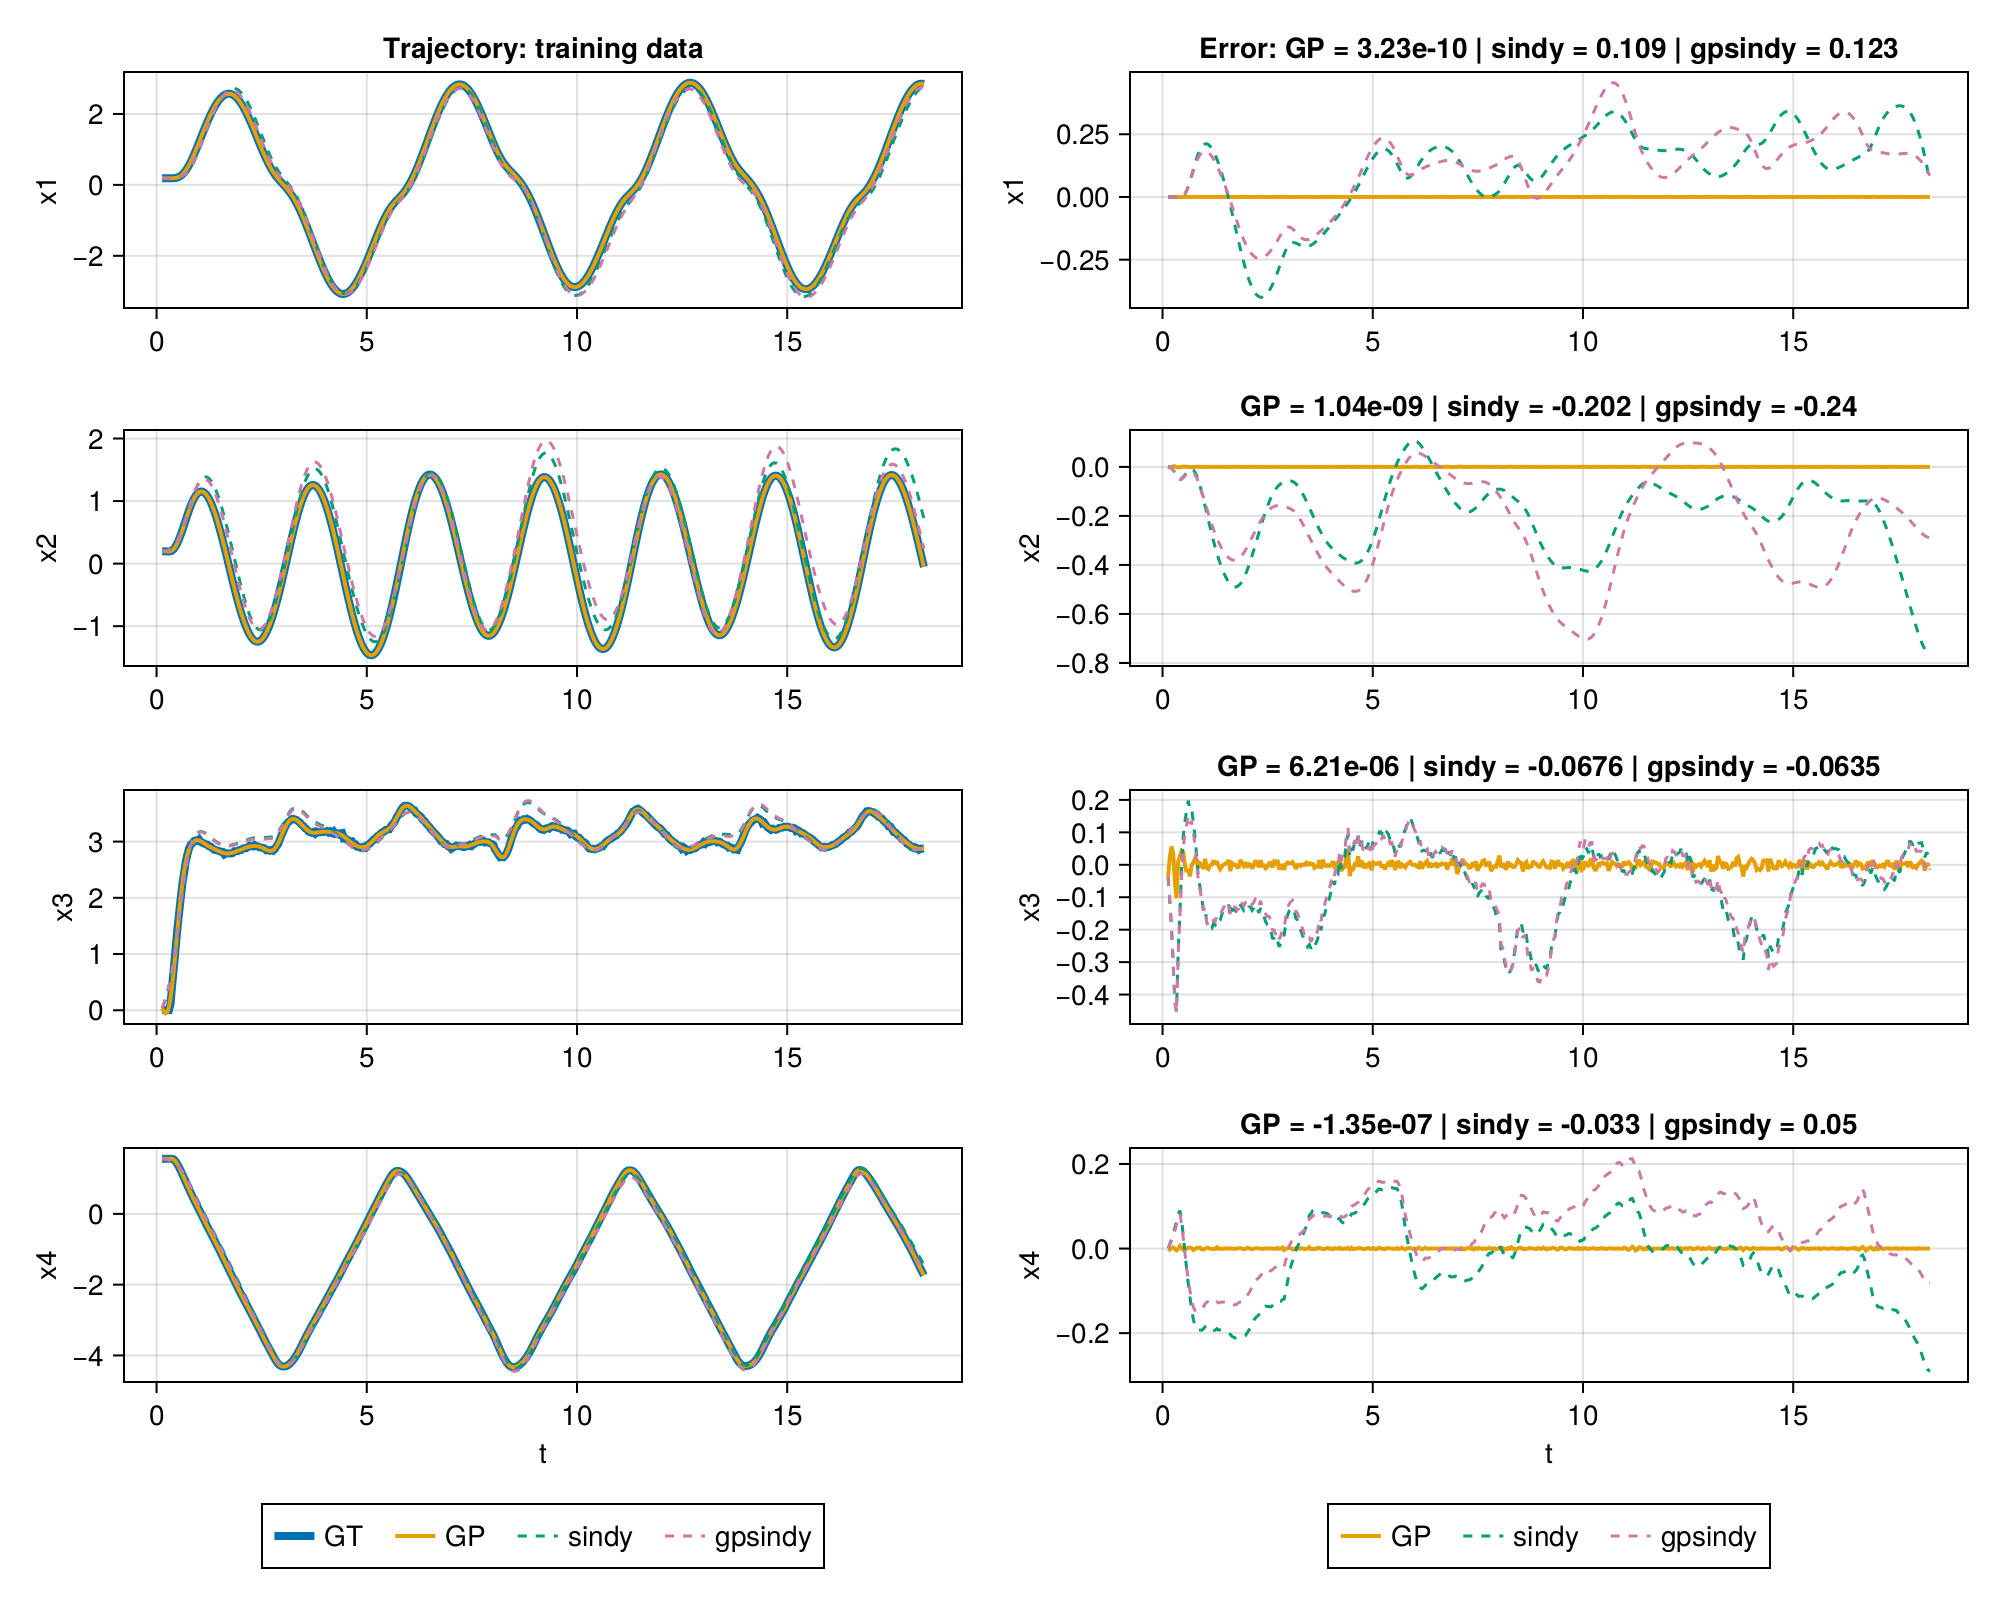 Trajectory: training data
x1
2
0
−2
0 5 10 15
Error: GP = 3.23e-10 | sindy = 0.109 | gpsindy = 0.123
x1
0.25
0.00
−0.25
0 5 10 15
x2
2
1
0
−1
0 5 10 15
GP = 1.04e-09 | sindy = -0.202 | gpsindy = -0.24
x2
0.0
−0.2
−0.4
−0.6
−0.8
0 5 10 15
x3
3
2
1
0
0 5 10 15
GP = 6.21e-06 | sindy = -0.0676 | gpsindy = -0.0635
x3
0.2
0.1
0.0
−0.1
−0.2
−0.3
−0.4
0 5 10 15
x4
0
−2
−4
0 5 10 15
t
GP = -1.35e-07 | sindy = -0.033 | gpsindy = 0.05
x4
0.2
0.0
−0.2
0 5 10 15
t
GT GP sindy gpsindy
GP sindy gpsindy